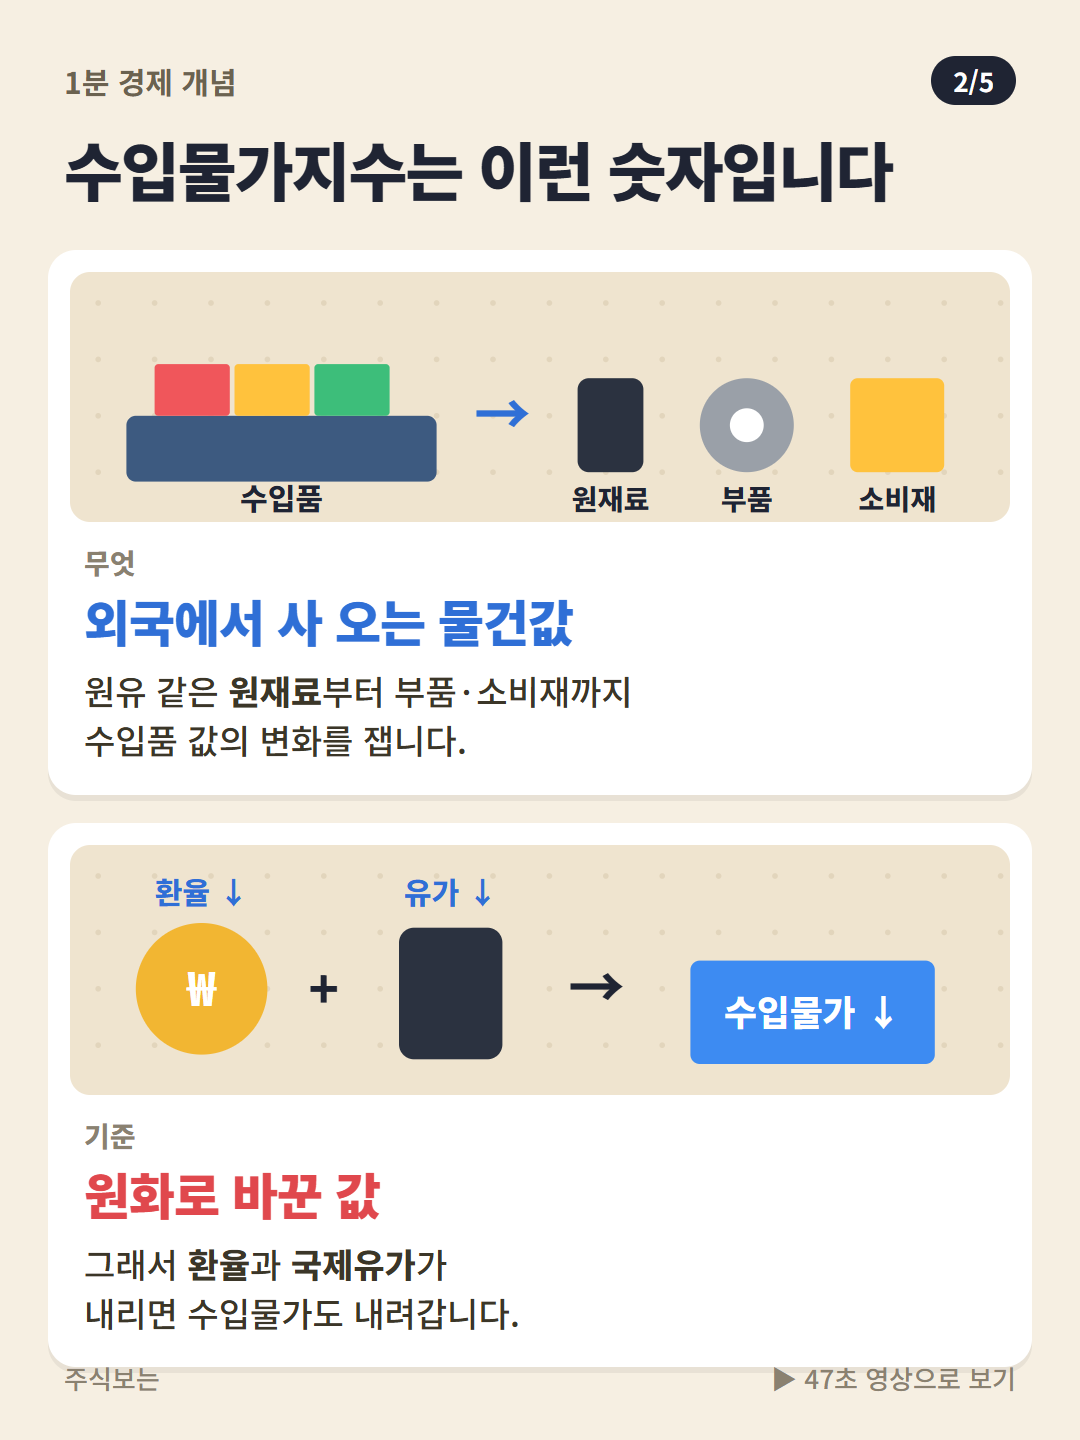 1분 경제 개념
2/5
수입물가지수는 이런 숫자입니다
수입품
→
원재료
부품
소비재
무엇
외국에서 사 오는 물건값
원유 같은 원재료부터 부품·소비재까지
수입품 값의 변화를 잽니다.
환율 ↓
유가 ↓
₩
+
→
수입물가 ↓
기준
원화로 바꾼 값
그래서 환율과 국제유가가
내리면 수입물가도 내려갑니다.
주식보는
▶ 47초 영상으로 보기